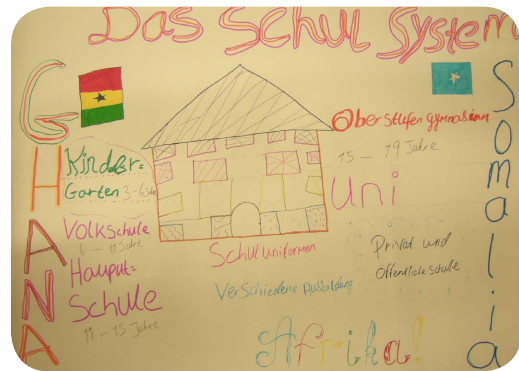 Das Schul System
GHANA
Somalia
Kinder=
Garten 3-6 Jahre
Volkschule
6 - 11 Jahre
Hauput=
Schule
11 - 15 Jahre
Oberstufen gymnasium
15 - 19 Jahre
Uni
Schuluniformen
Verschiedene Ausbildung
Privat und
Öffentliche Schule
Afrika!